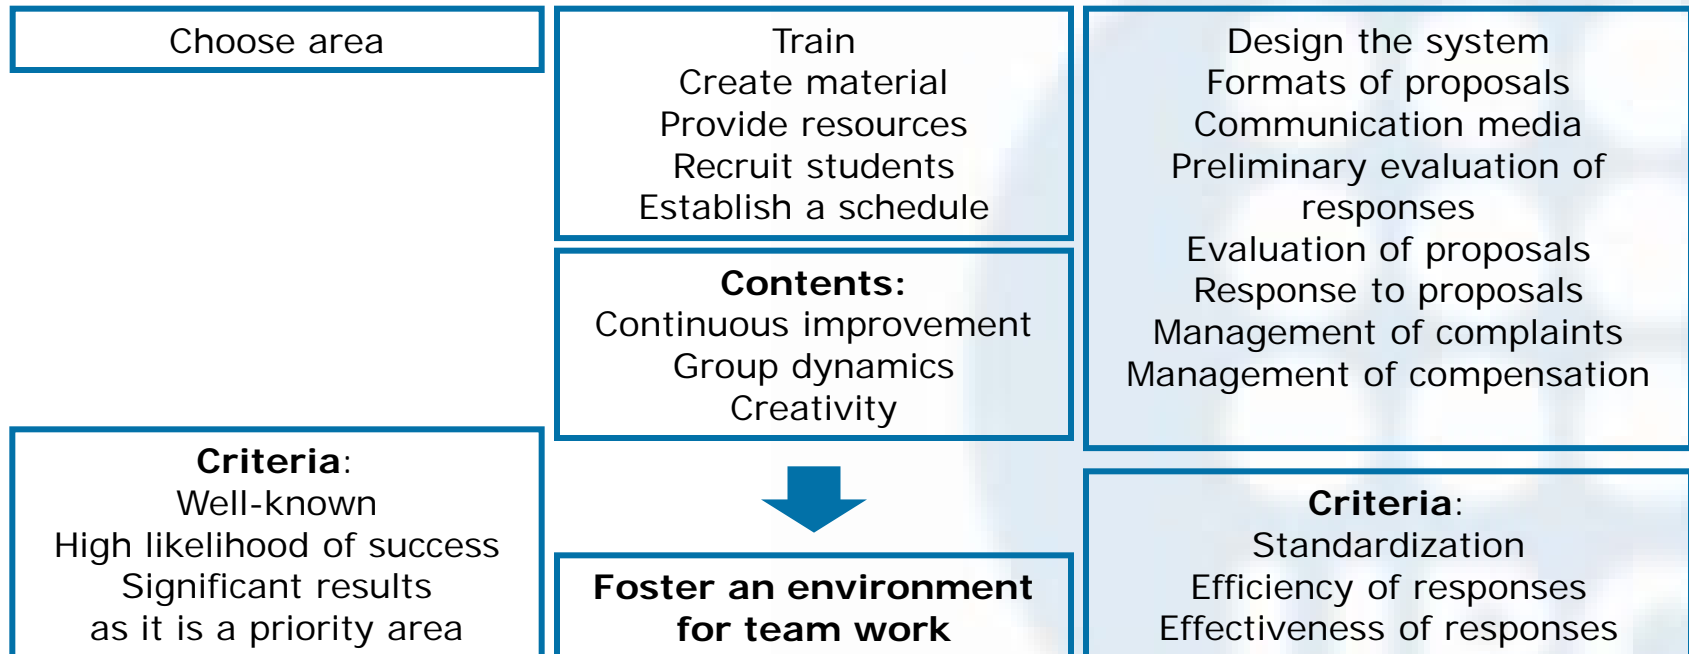 Choose area
Criteria:
Well-known
High likelihood of success
Significant results
as it is a priority area
Train
Create material
Provide resources
Recruit students
Establish a schedule
Contents:
Continuous improvement
Group dynamics
Creativity
Foster an environment
for team work
Design the system
Formats of proposals
Communication media
Preliminary evaluation of
responses
Evaluation of proposals
Response to proposals
Management of complaints
Management of compensation
Criteria:
Standardization
Efficiency of responses
Effectiveness of responses